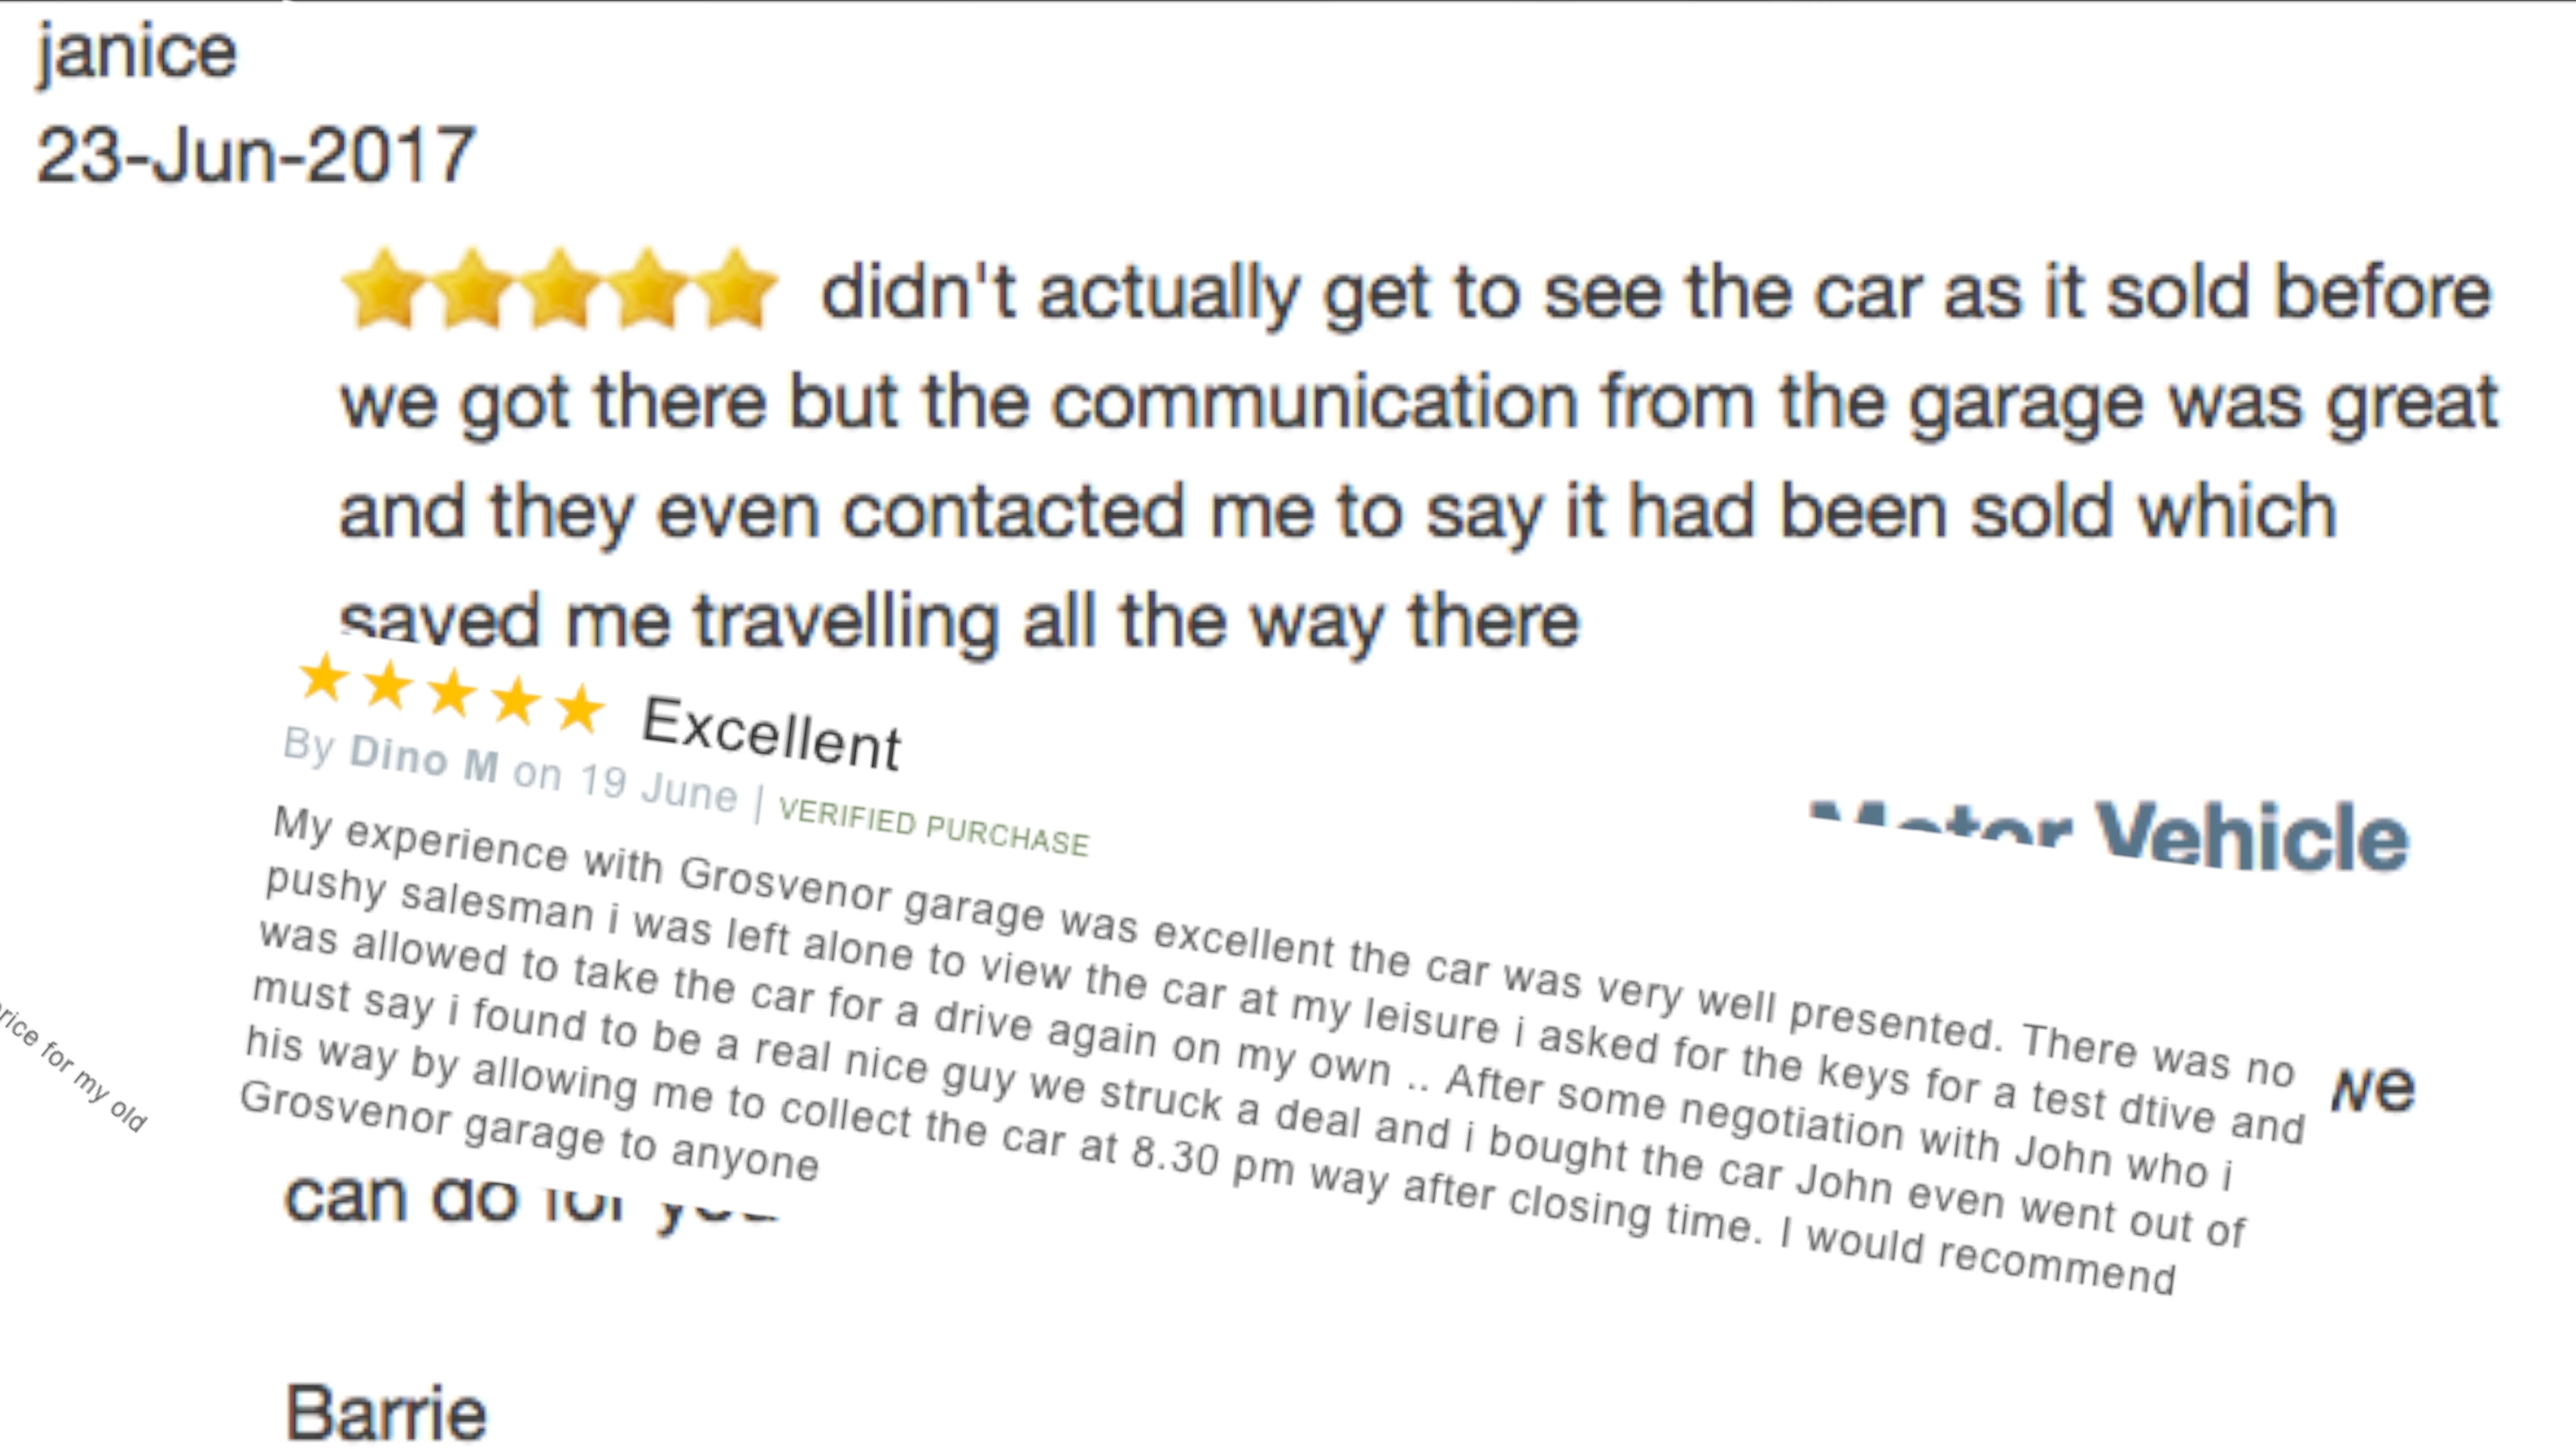 janice
23-Jun-2017
didn't actually get to see the car as it sold before
we got there but the communication from the garage was great
and they even contacted me to say it had been sold which
saved me travelling all the way there
Excellent
By Dino M on 19 June | VERIFIED PURCHASE
Motor Vehicle
My experience with Grosvenor garage was excellent the car was very well presented. There was no
pushy salesman i was left alone to view the car at my leisure i asked for the keys for a test dtive and
was allowed to take the car for a drive again on my own .. After some negotiation with John who i
must say i found to be a real nice guy we struck a deal and i bought the car John even went out of
his way by allowing me to collect the car at 8.30 pm way after closing time. I would recommend
Grosvenor garage to anyone
for my old
we
can do for you
Barrie